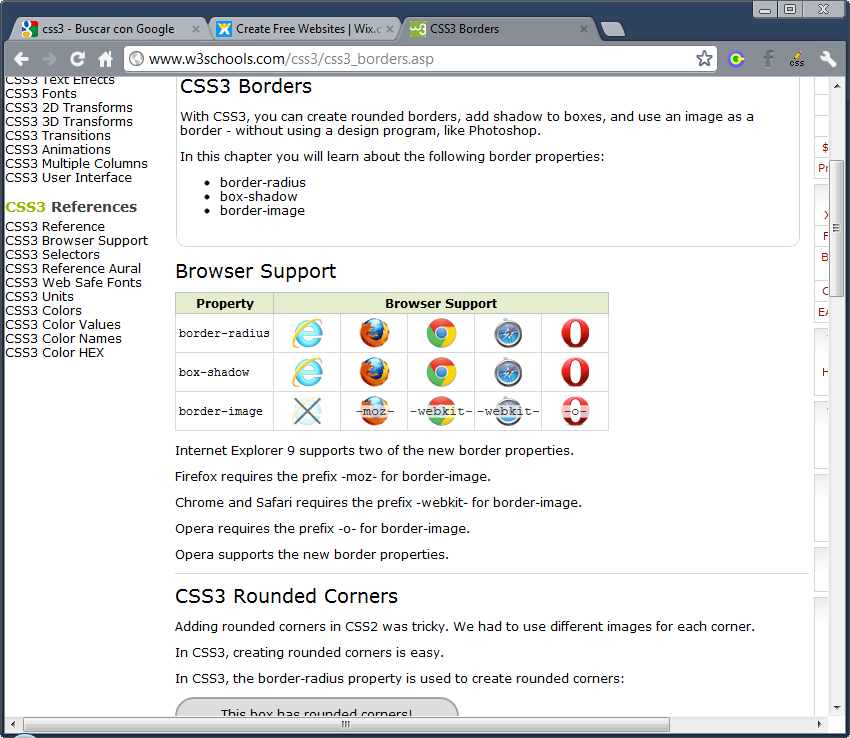 css3 - Buscar con Google
Create Free Websites | Wix.c
CSS3 Borders
www.w3schools.com/css3/css3_borders.asp
css
CSS3 Text Effects
CSS3 Fonts
CSS3 2D Transforms
CSS3 3D Transforms
CSS3 Transitions
CSS3 Animations
CSS3 Multiple Columns
CSS3 User Interface
CSS3 References
CSS3 Reference
CSS3 Browser Support
CSS3 Selectors
CSS3 Reference Aural
CSS3 Web Safe Fonts
CSS3 Units
CSS3 Colors
CSS3 Color Values
CSS3 Color Names
CSS3 Color HEX
CSS3 Borders
With CSS3, you can create rounded borders, add shadow to boxes, and use an image as a
border - without using a design program, like Photoshop.
In this chapter you will learn about the following border properties:
border-radius
box-shadow
border-image
Browser Support
Property Browser Support
border-radius
box-shadow
border-image -moz- -webkit- -webkit- -o-
Internet Explorer 9 supports two of the new border properties.
Firefox requires the prefix -moz- for border-image.
Chrome and Safari requires the prefix -webkit- for border-image.
Opera requires the prefix -o- for border-image.
Opera supports the new border properties.
CSS3 Rounded Corners
Adding rounded corners in CSS2 was tricky. We had to use different images for each corner.
In CSS3, creating rounded corners is easy.
In CSS3, the border-radius property is used to create rounded corners:
This box has rounded corners!